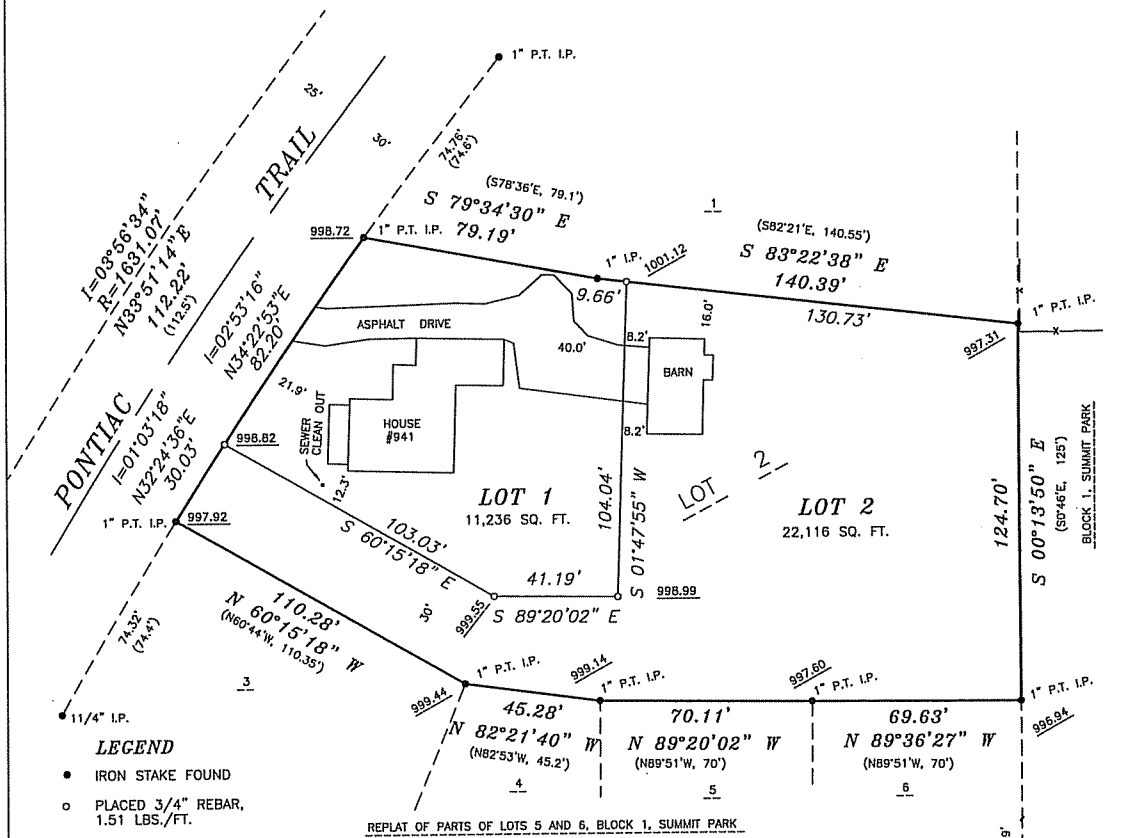 1" P.T. I.P.
25'
30'
74.76'
(74.6')
PONTIAC TRAIL
I=03°56'34"
R=1631.07'
N33°51'14"E
112.22'
(112.5')
(S78°36'E, 79.1')
S 79°34'30" E
79.19'
998.72
1" P.T. I.P.
1
(S82°21'E, 140.55')
S 83°22'38" E
140.39'
1" I.P.
1001.12
9.66'
130.73'
1" P.T. I.P.
997.31
I=02°53'16"
N34°22'53"E
82.20'
ASPHALT DRIVE
40.0'
8.2'
16.0'
BARN
8.2'
21.9'
SEWER
CLEAN OUT
HOUSE
#941
12.3'
I=01°03'18"
N32°24'36"E
30.03'
998.82
LOT 1
11,236 SQ. FT.
104.04'
S 01°47'55" W
LOT 2
LOT 2
22,116 SQ. FT.
124.70'
S 00°13'50" E
(S0°46'E, 125')
BLOCK 1, SUMMIT PARK
1" P.T. I.P.
997.92
103.03'
S 60°15'18" E
41.19'
S 89°20'02" E
998.99
999.55
30'
110.28'
N 60°15'18" W
(N60°44'W, 110.35')
74.32'
(74.4')
3
11/4" I.P.
1" P.T. I.P.
999.44
999.14
1" P.T. I.P.
997.60
1" P.T. I.P.
1" P.T. I.P.
996.94
45.28'
N 82°21'40" W
(N82°53'W, 45.2')
4
70.11'
N 89°20'02" W
(N89°51'W, 70')
5
69.63'
N 89°36'27" W
(N89°51'W, 70')
6
LEGEND
IRON STAKE FOUND
PLACED 3/4" REBAR,
1.51 LBS./FT.
REPLAT OF PARTS OF LOTS 5 AND 6, BLOCK 1, SUMMIT PARK
9'